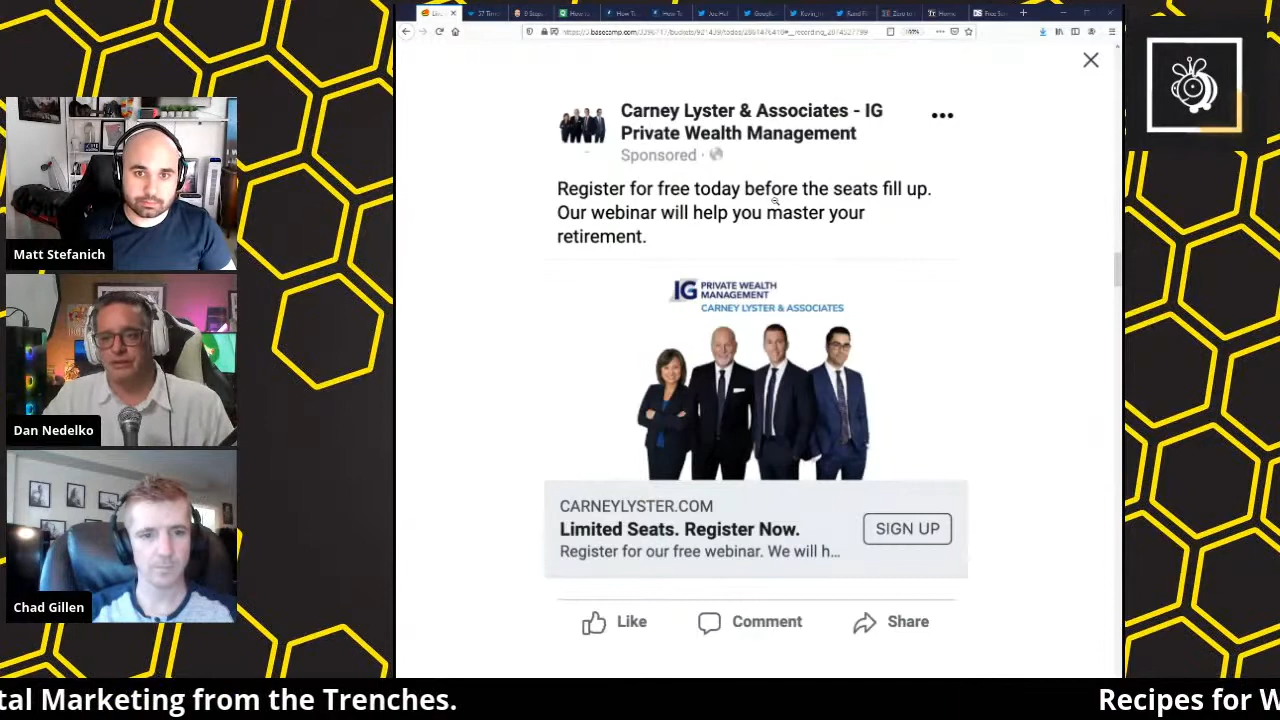 Carney Lyster & Associates - IG
Private Wealth Management
Sponsored ·
Register for free today before the seats fill up.
Our webinar will help you master your
retirement.
IG PRIVATE WEALTH
MANAGEMENT
CARNEY LYSTER & ASSOCIATES
CARNEYLYSTER.COM
Limited Seats. Register Now.
Register for our free webinar. We will h...
SIGN UP
Like
Comment
Share
Matt Stefanich
Dan Nedelko
Chad Gillen
tal Marketing from the Trenches.
Recipes for W